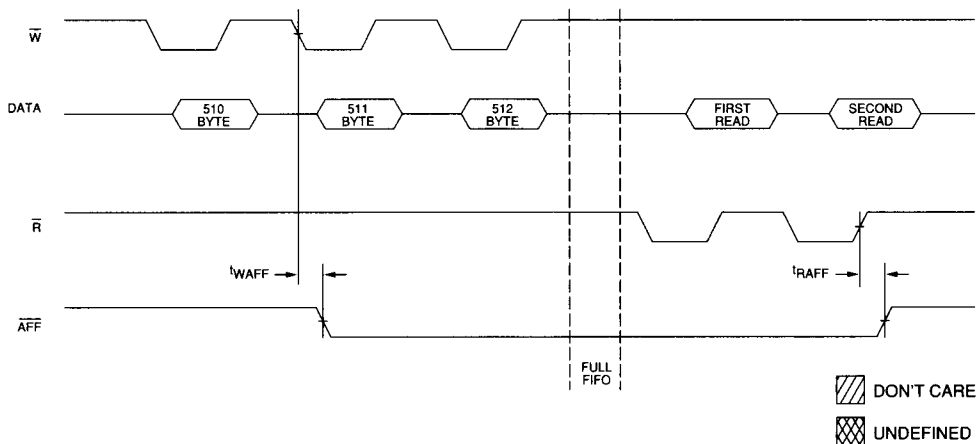 W
DATA
510
BYTE
511
BYTE
512
BYTE
FIRST
READ
SECOND
READ
R
tWAFF
tRAFF
AFF
FULL
FIFO
DON'T CARE
UNDEFINED